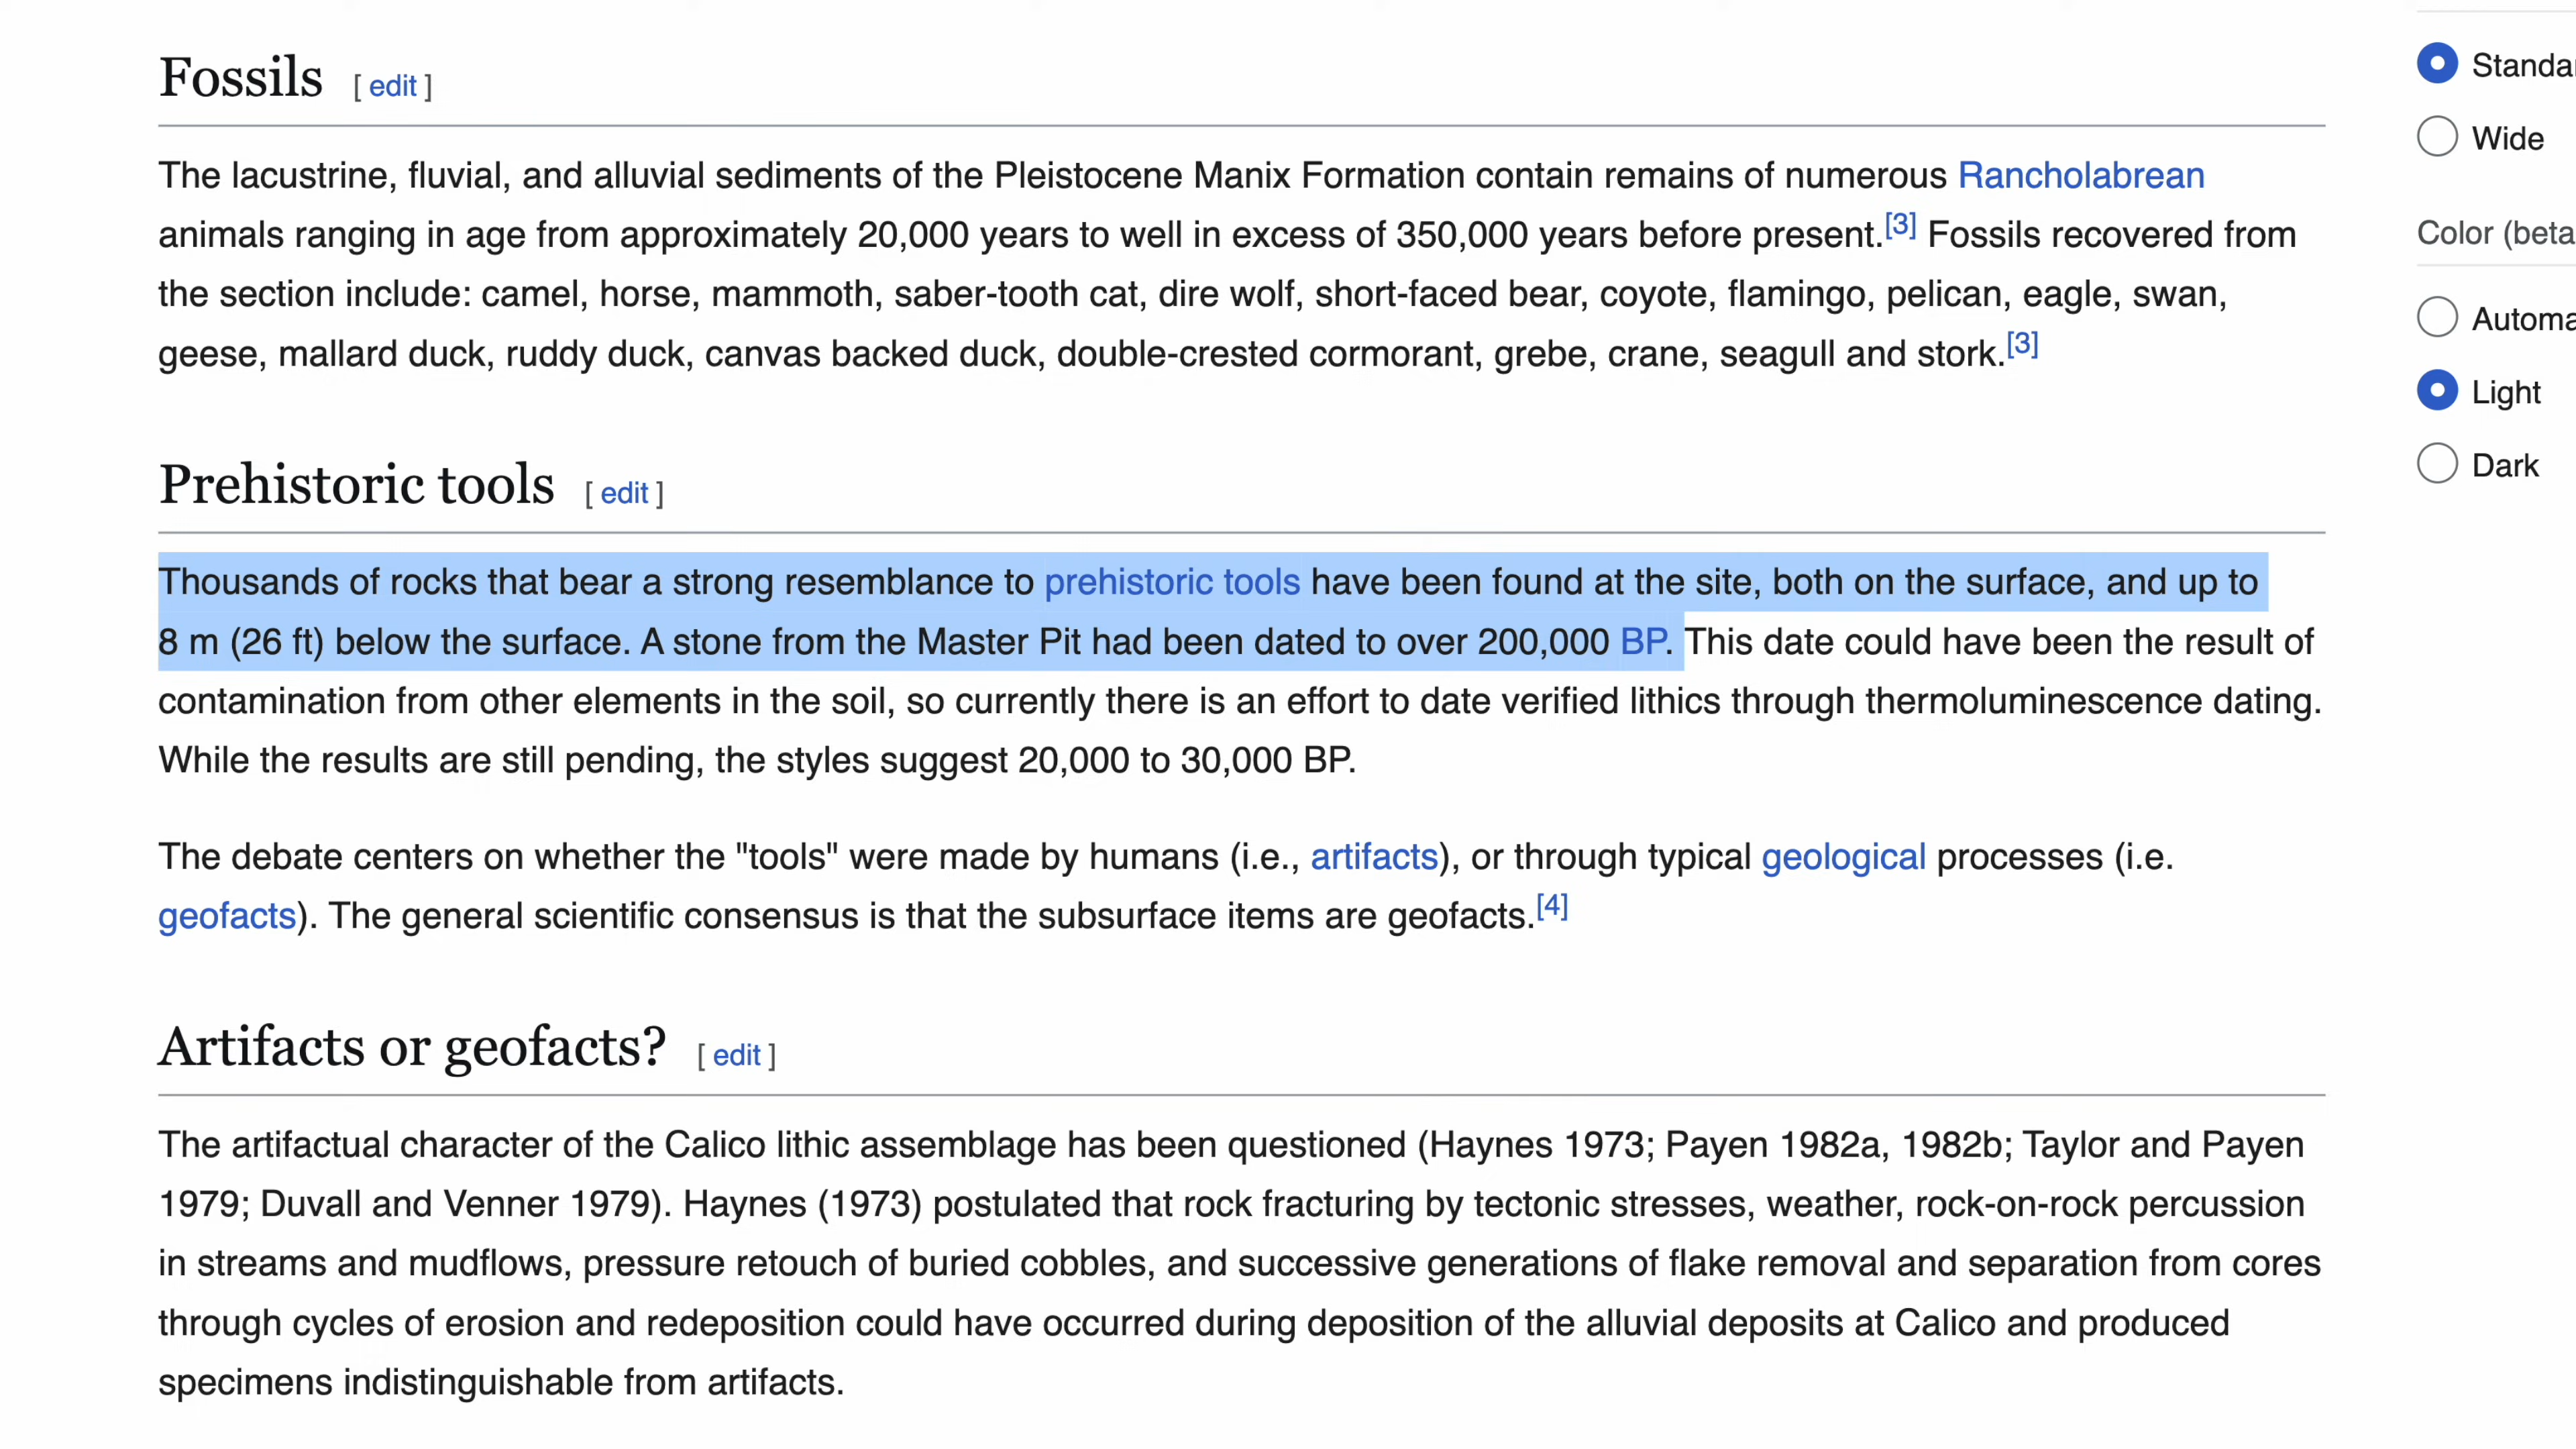 Fossils [ edit ]
The lacustrine, fluvial, and alluvial sediments of the Pleistocene Manix Formation contain remains of numerous Rancholabrean
animals ranging in age from approximately 20,000 years to well in excess of 350,000 years before present.[3] Fossils recovered from
the section include: camel, horse, mammoth, saber-tooth cat, dire wolf, short-faced bear, coyote, flamingo, pelican, eagle, swan,
geese, mallard duck, ruddy duck, canvas backed duck, double-crested cormorant, grebe, crane, seagull and stork.[3]
Prehistoric tools [ edit ]
Thousands of rocks that bear a strong resemblance to prehistoric tools have been found at the site, both on the surface, and up to
8 m (26 ft) below the surface. A stone from the Master Pit had been dated to over 200,000 BP. This date could have been the result of
contamination from other elements in the soil, so currently there is an effort to date verified lithics through thermoluminescence dating.
While the results are still pending, the styles suggest 20,000 to 30,000 BP.
The debate centers on whether the "tools" were made by humans (i.e., artifacts), or through typical geological processes (i.e.
geofacts). The general scientific consensus is that the subsurface items are geofacts.[4]
Artifacts or geofacts? [ edit ]
The artifactual character of the Calico lithic assemblage has been questioned (Haynes 1973; Payen 1982a, 1982b; Taylor and Payen
1979; Duvall and Venner 1979). Haynes (1973) postulated that rock fracturing by tectonic stresses, weather, rock-on-rock percussion
in streams and mudflows, pressure retouch of buried cobbles, and successive generations of flake removal and separation from cores
through cycles of erosion and redeposition could have occurred during deposition of the alluvial deposits at Calico and produced
specimens indistinguishable from artifacts.
Standa
Wide
Color (beta
Automa
Light
Dark